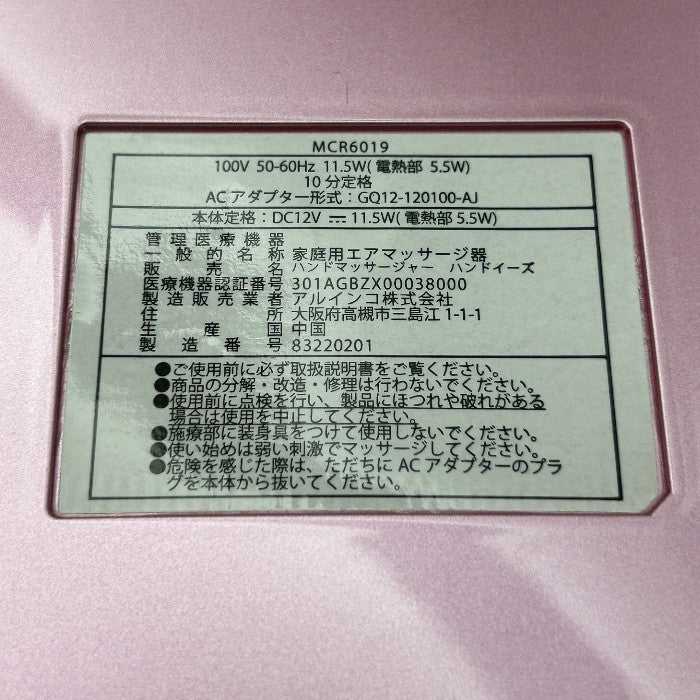 MCR6019
100V 50-60Hz 11.5W(電熱部 5.5W)
10分定格
ACアダプター形式：GQ12-120100-AJ
本体定格：DC12V ⎓ 11.5W(電熱部5.5W)
管理医療機器
一般的名称 家庭用エアマッサージ器
販売名 ハンドマッサージャー ハンドイーズ
医療機器認証番号 301AGBZX00038000
製造販売業者 アルインコ株式会社
住所 大阪府高槻市三島江1-1-1
生産国 中国
製造番号 83220201
●ご使用前に必ず取扱説明書をご覧ください。
●商品の分解・改造・修理は行わないでください。
●使用前に点検を行い、製品にほつれや破れがある
場合は使用を中止してください。
●施療部に装身具をつけて使用しないでください。
●使い始めは弱い刺激でマッサージしてください。
●危険を感じた際は、ただちにACアダプターのプラ
グを本体から抜いてください。